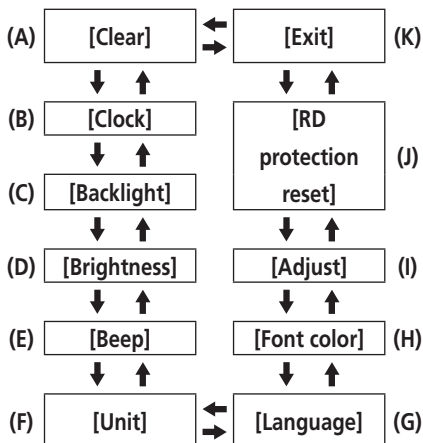 (A) [Clear] [Exit] (K)
(B) [Clock] [RD
protection
reset] (J)
(C) [Backlight]
(D) [Brightness] [Adjust] (I)
(E) [Beep] [Font color] (H)
(F) [Unit] [Language] (G)